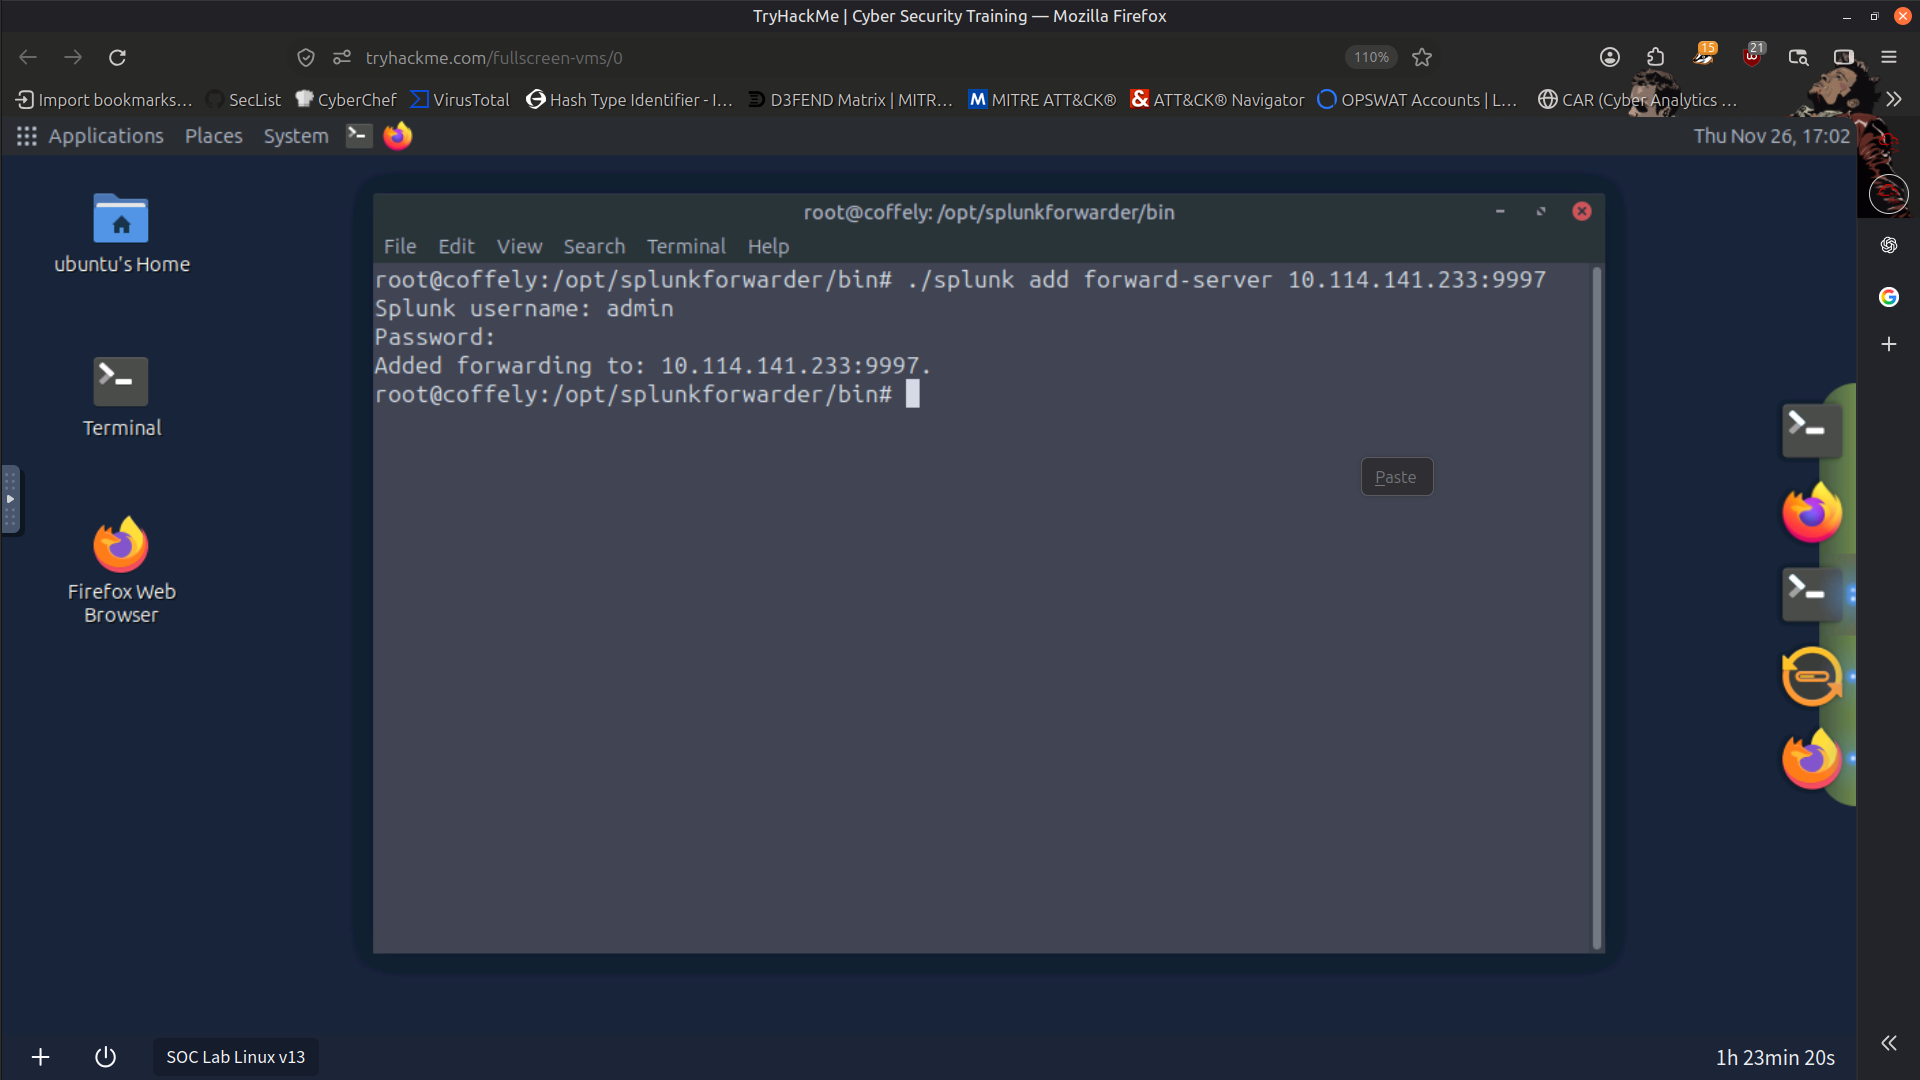 TryHackMe | Cyber Security Training — Mozilla Firefox
tryhackme.com/fullscreen-vms/0
110%
15
21
Import bookmarks...
SecList
CyberChef
VirusTotal
Hash Type Identifier - I...
D3FEND Matrix | MITR...
MITRE ATT&CK®
ATT&CK® Navigator
OPSWAT Accounts | L...
CAR (Cyber Analytics ...
Applications
Places
System
Thu Nov 26, 17:02
ubuntu's Home
Terminal
Firefox Web
Browser
root@coffely: /opt/splunkforwarder/bin
File
Edit
View
Search
Terminal
Help
root@coffely:/opt/splunkforwarder/bin# ./splunk add forward-server 10.114.141.233:9997
Splunk username: admin
Password:
Added forwarding to: 10.114.141.233:9997.
root@coffely:/opt/splunkforwarder/bin#
Paste
SOC Lab Linux v13
1h 23min 20s